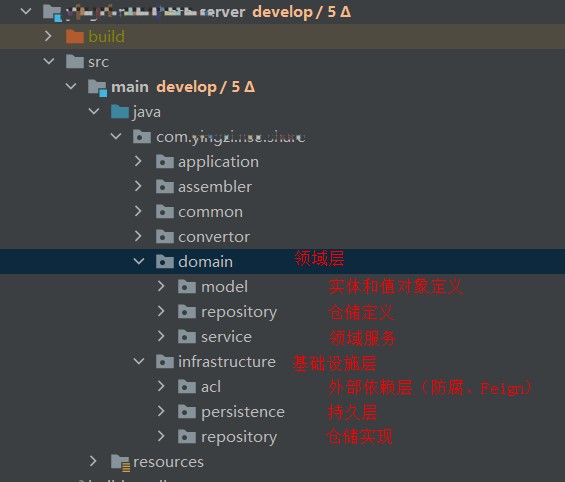 server develop / 5 Δ
build
src
main develop / 5 Δ
java
application
assembler
common
convertor
domain 领域层
model 实体和值对象定义
repository 仓储定义
service 领域服务
infrastructure 基础设施层
acl 外部依赖层（防腐、Feign）
persistence 持久层
repository 仓储实现
resources